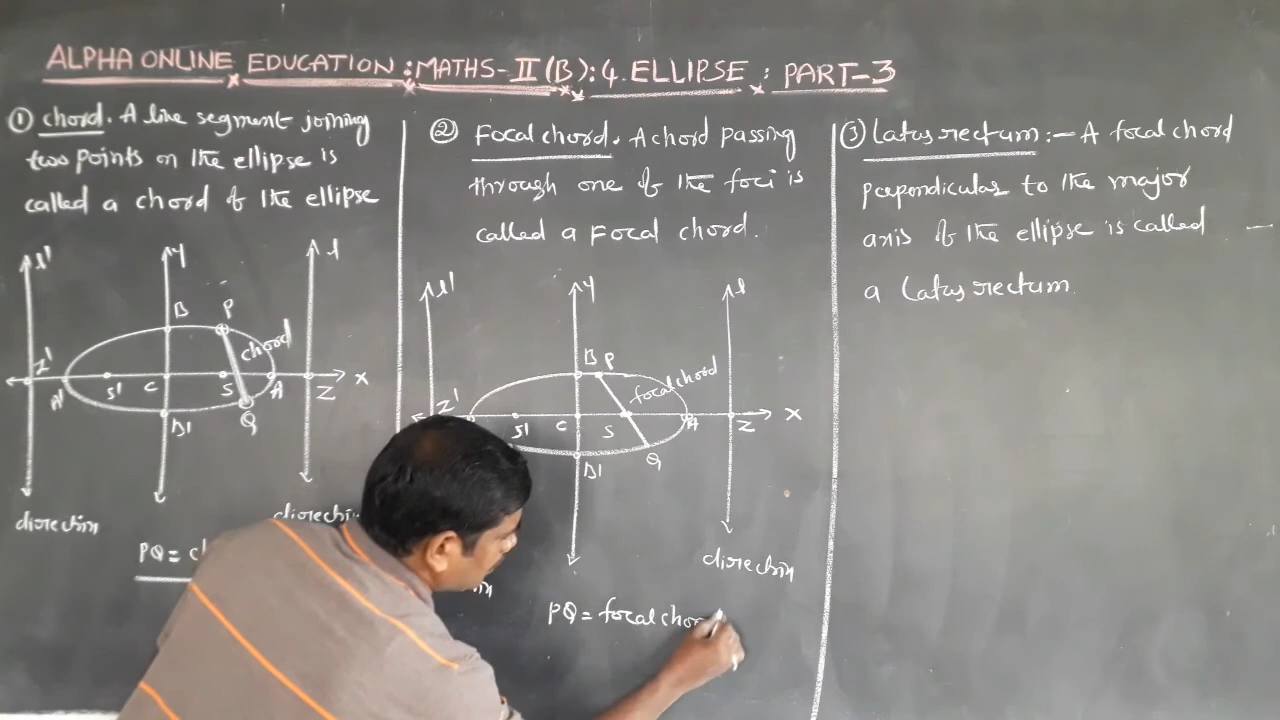 ALPHA ONLINE EDUCATION : MATHS-II(B): 4. ELLIPSE : PART-3
① chord. A line segment joining
two points on the ellipse is
called a chord of the ellipse
l' y l
B P
chord
Z' A' S' C S A Z X
B' Q
directrix directrix
PQ = c
② Focal chord. A chord passing
through one of the foci is
called a Focal chord.
l' y l
B P
focal chord
Z' S' C S A Z X
B' Q
directrix
PQ = focal chor
③ Latus rectum :- A focal chord
perpendicular to the major
axis of the ellipse is called
a Latus rectum.